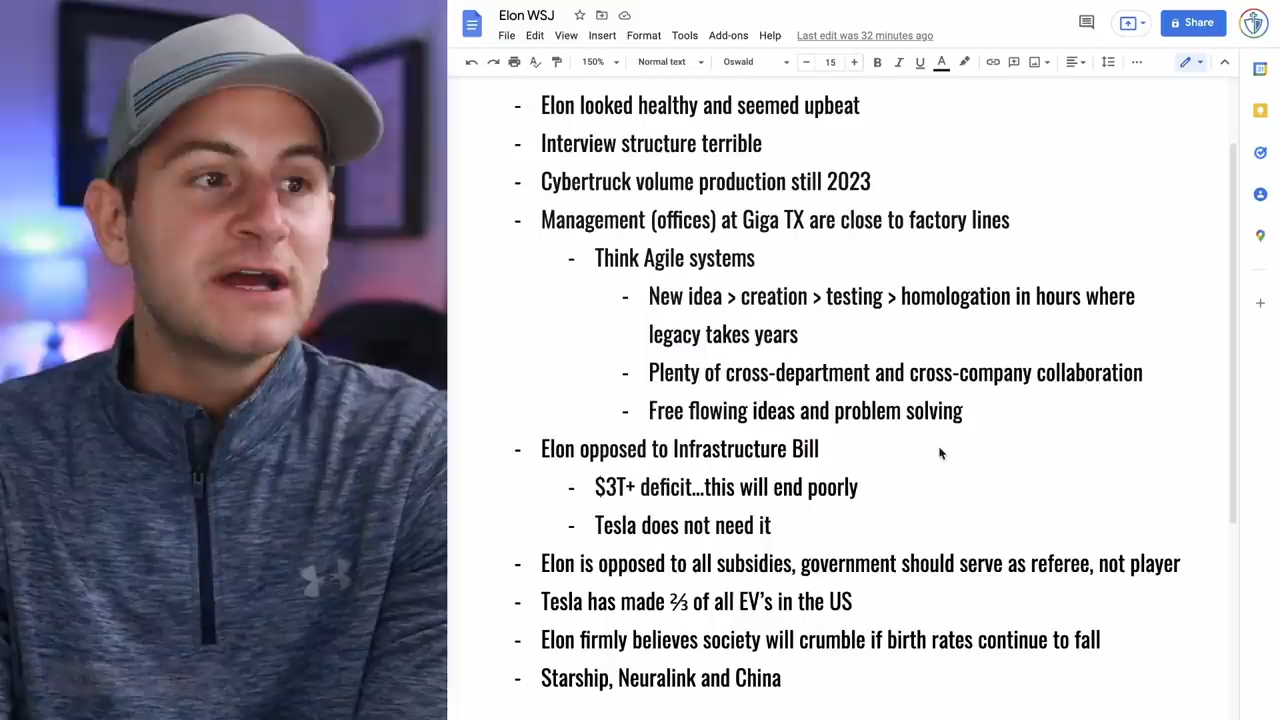 Elon WSJ
File Edit View Insert Format Tools Add-ons Help Last edit was 32 minutes ago
Share
150% Normal text Oswald 15 B I U A
- Elon looked healthy and seemed upbeat
- Interview structure terrible
- Cybertruck volume production still 2023
- Management (offices) at Giga TX are close to factory lines
- Think Agile systems
- New idea > creation > testing > homologation in hours where
legacy takes years
- Plenty of cross-department and cross-company collaboration
- Free flowing ideas and problem solving
- Elon opposed to Infrastructure Bill
- $3T+ deficit...this will end poorly
- Tesla does not need it
- Elon is opposed to all subsidies, government should serve as referee, not player
- Tesla has made ⅔ of all EV’s in the US
- Elon firmly believes society will crumble if birth rates continue to fall
- Starship, Neuralink and China